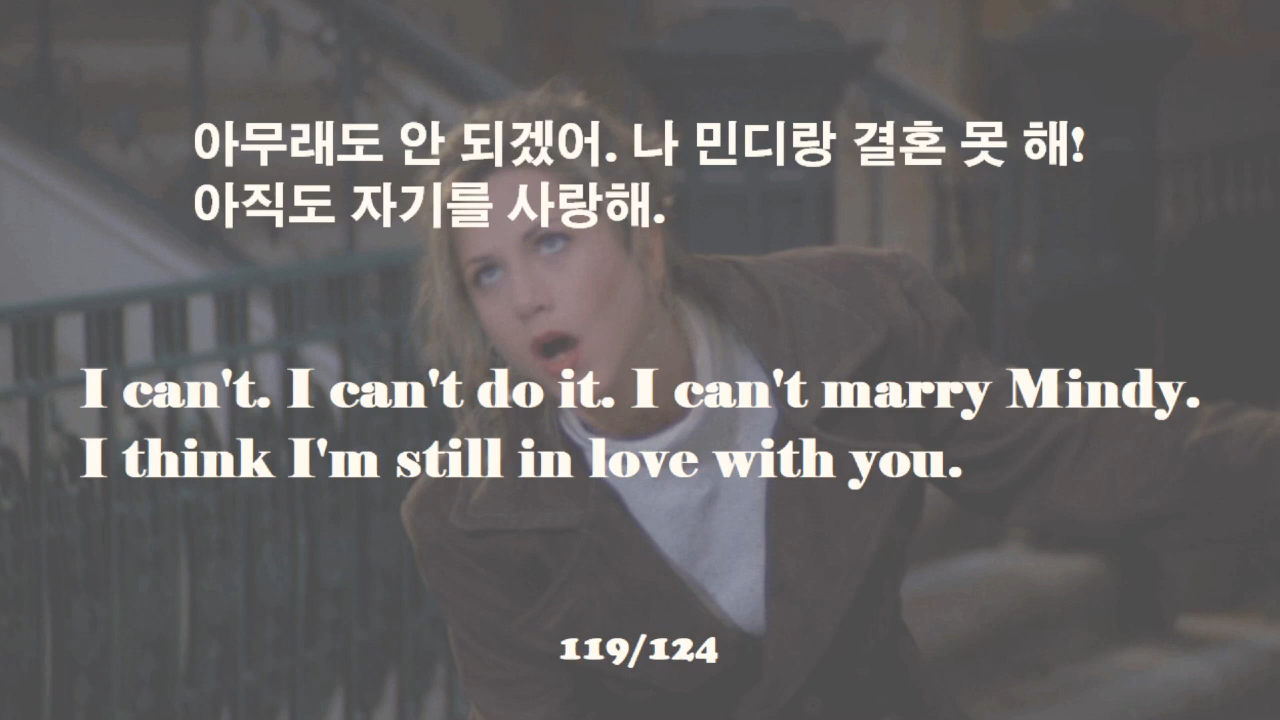 아무래도 안 되겠어. 나 민디랑 결혼 못 해!
아직도 자기를 사랑해.
I can't. I can't do it. I can't marry Mindy.
I think I'm still in love with you.
119/124